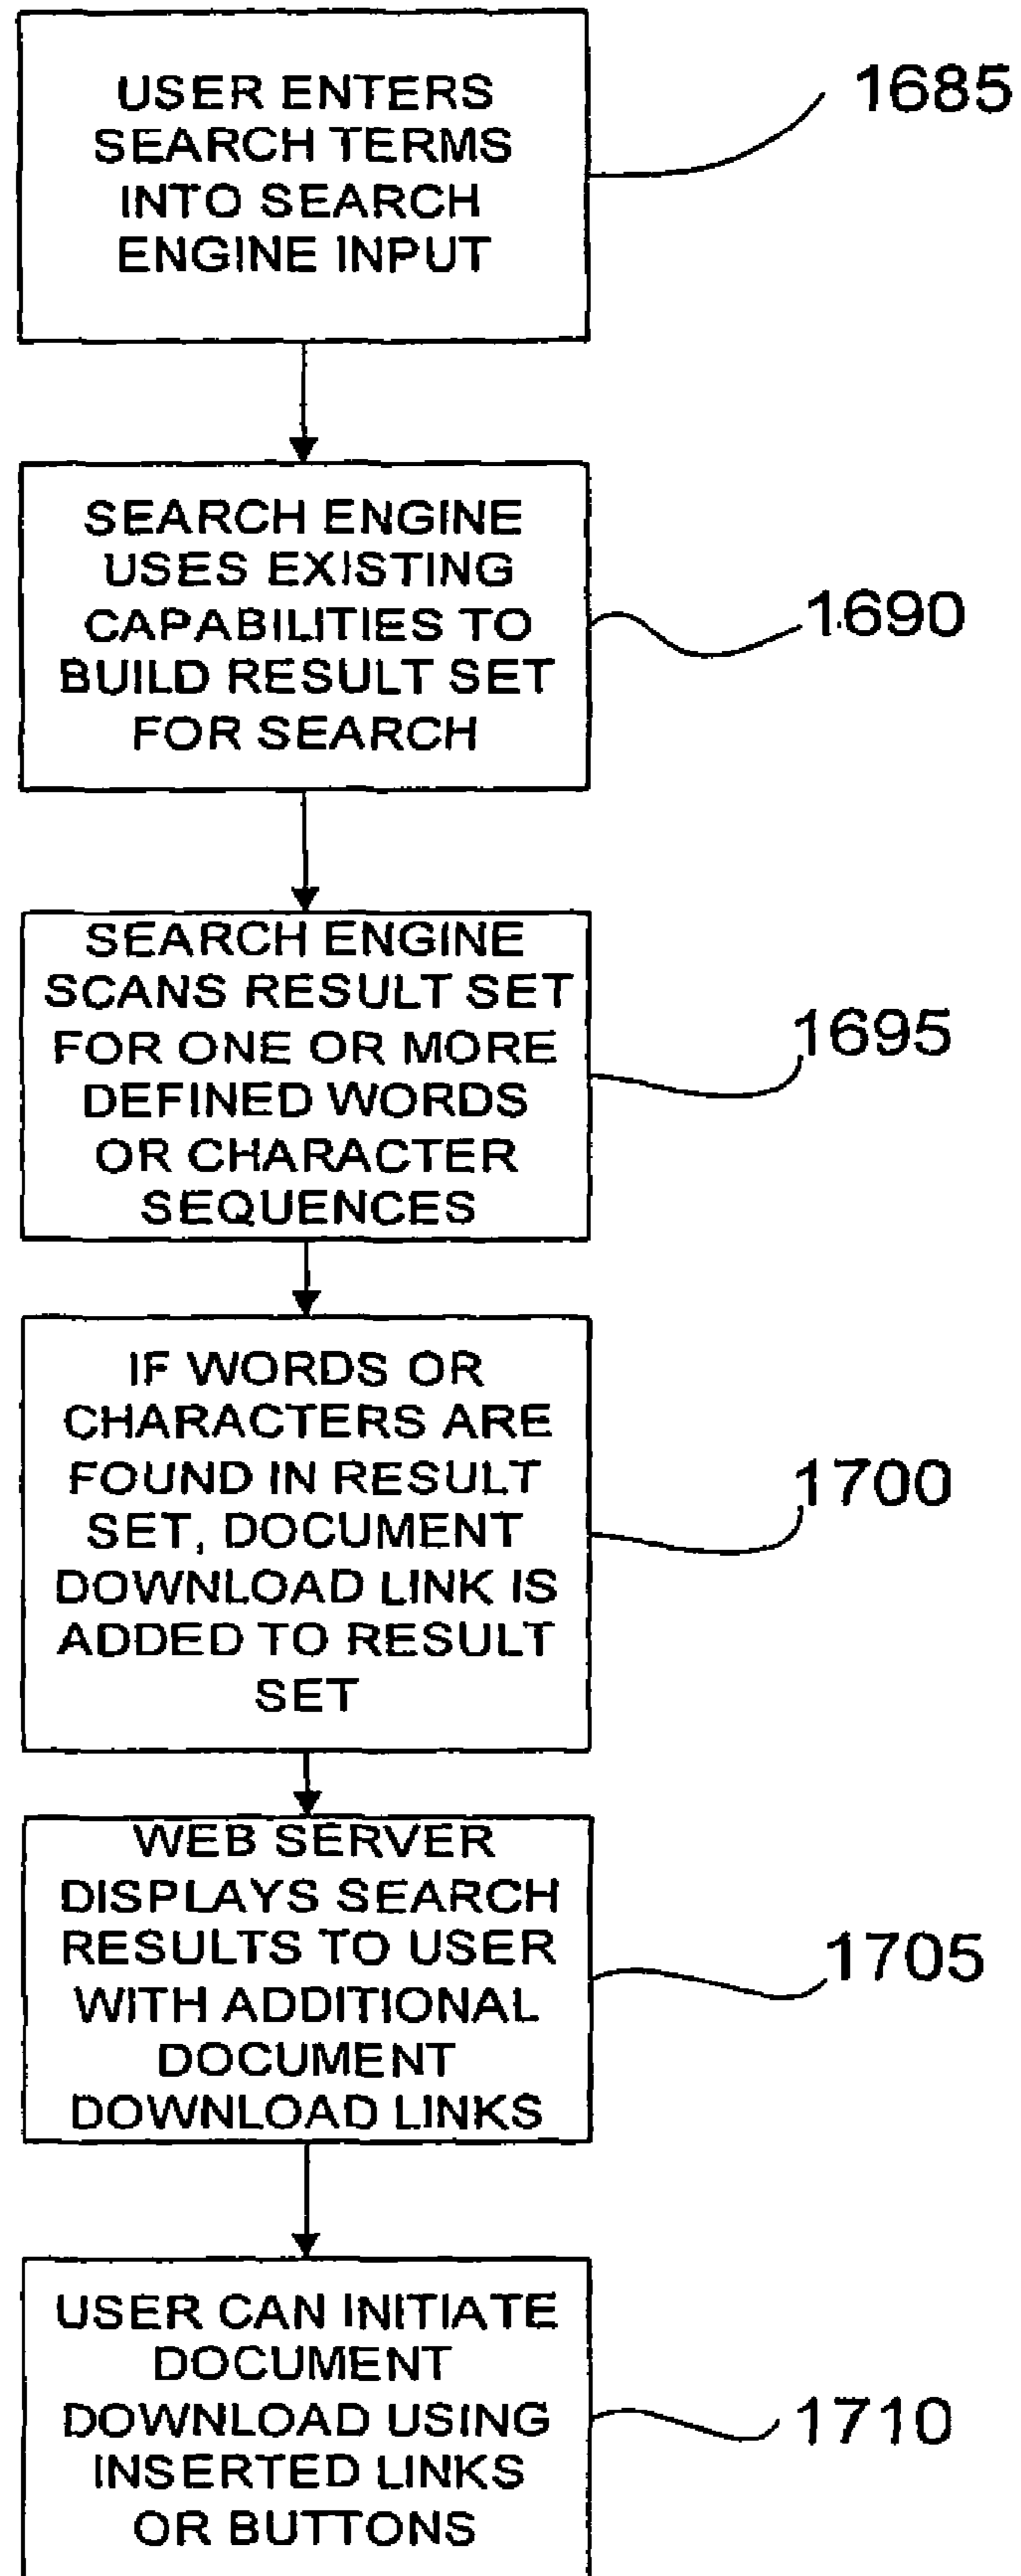 USER ENTERS
SEARCH TERMS
INTO SEARCH
ENGINE INPUT
1685
SEARCH ENGINE
USES EXISTING
CAPABILITIES TO
BUILD RESULT SET
FOR SEARCH
1690
SEARCH ENGINE
SCANS RESULT SET
FOR ONE OR MORE
DEFINED WORDS
OR CHARACTER
SEQUENCES
1695
IF WORDS OR
CHARACTERS ARE
FOUND IN RESULT
SET, DOCUMENT
DOWNLOAD LINK IS
ADDED TO RESULT
SET
1700
WEB SERVER
DISPLAYS SEARCH
RESULTS TO USER
WITH ADDITIONAL
DOCUMENT
DOWNLOAD LINKS
1705
USER CAN INITIATE
DOCUMENT
DOWNLOAD USING
INSERTED LINKS
OR BUTTONS
1710